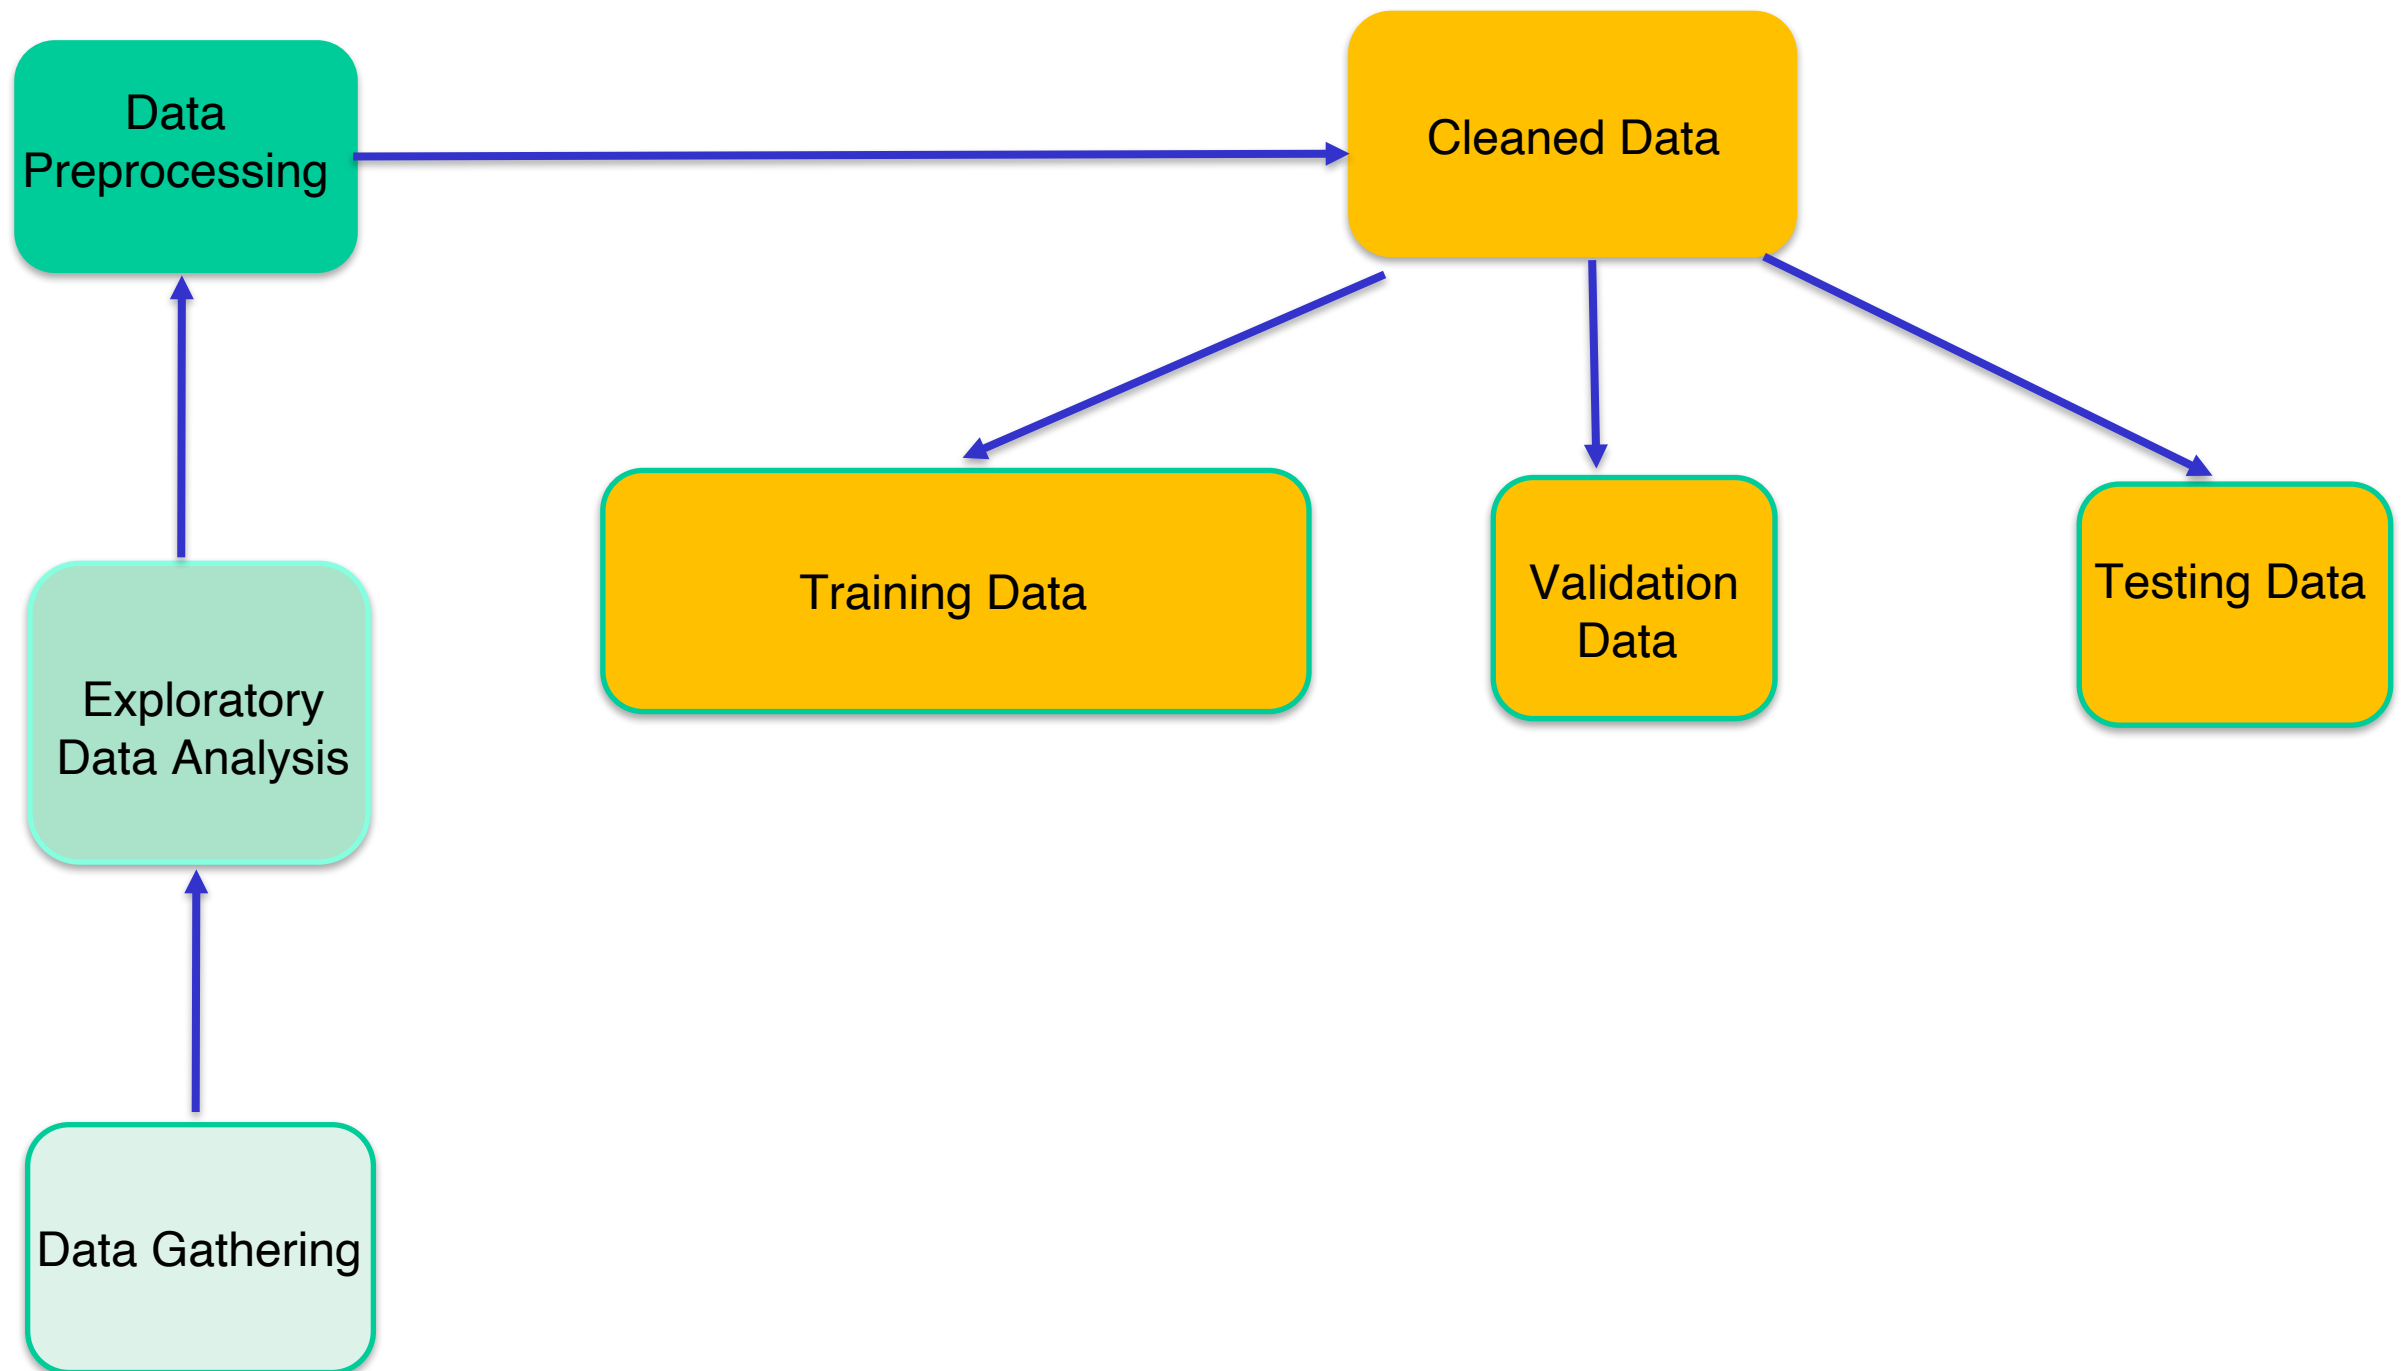 Data
Preprocessing
Cleaned Data
Training Data
Validation
Data
Testing Data
Exploratory
Data Analysis
Data Gathering